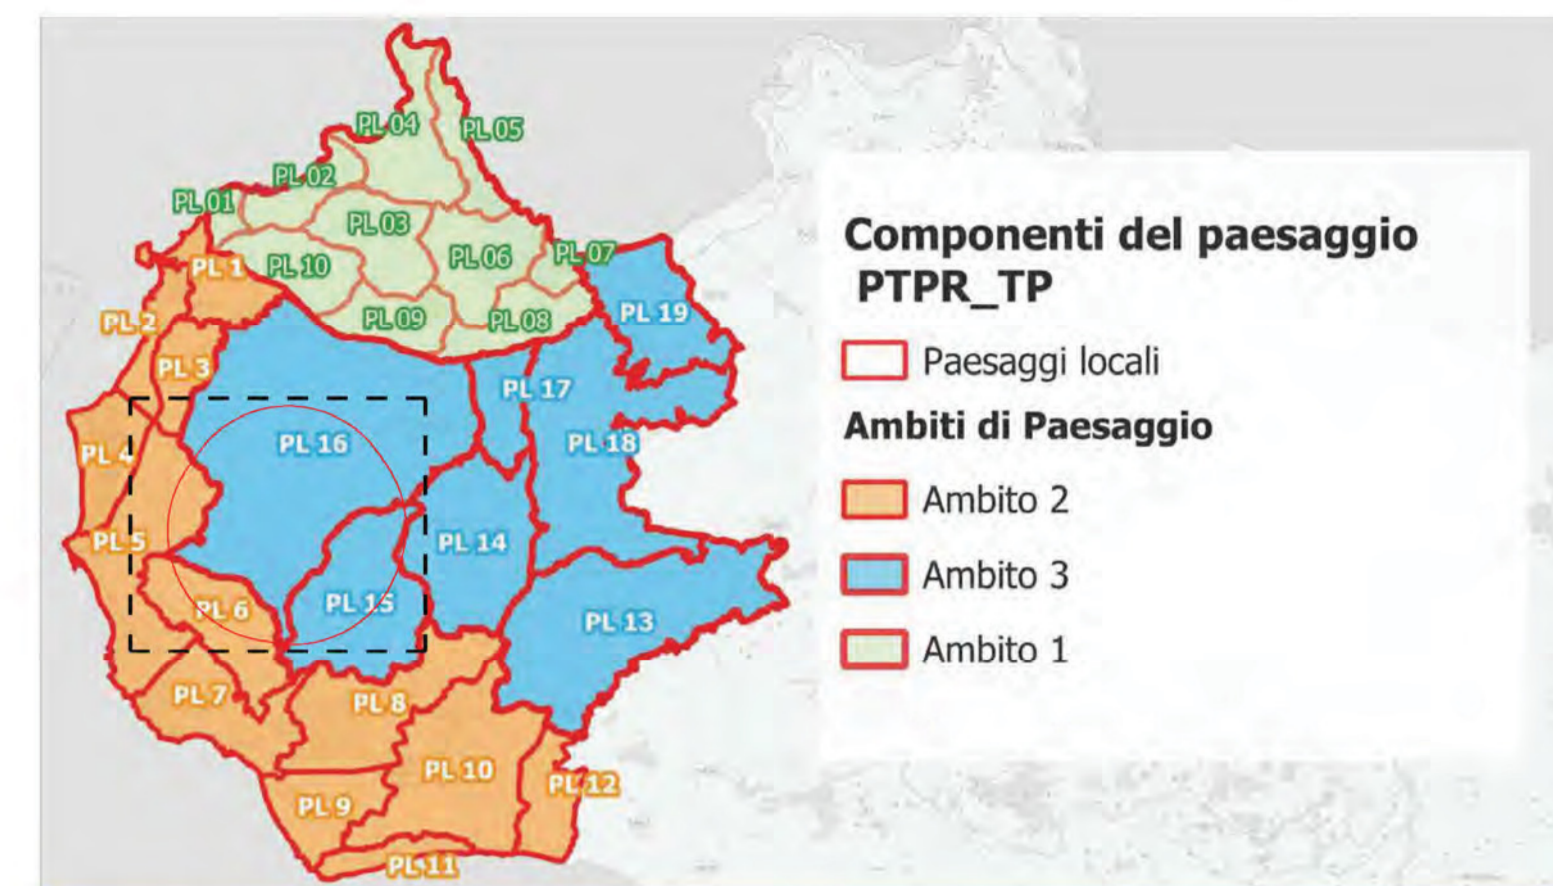 PL 04
PL 05
PL 02
PL 01
PL 03
PL 10
PL 06
PL 07
PL 09
PL 08
PL 1
PL 2
PL 3
PL 19
PL 17
PL 16
PL 18
PL 4
PL 5
PL 14
PL 6
PL 15
PL 13
PL 7
PL 8
PL 10
PL 12
PL 9
PL 11
Componenti del paesaggio
PTPR_TP
Paesaggi locali
Ambiti di Paesaggio
Ambito 2
Ambito 3
Ambito 1